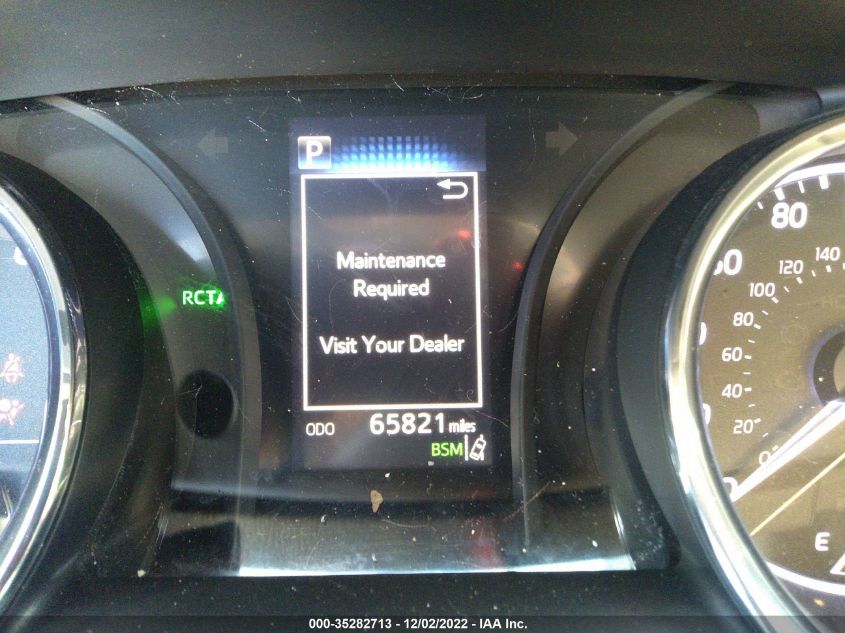 P
Maintenance
Required
Visit Your Dealer
RCTA
ODO 65821 miles
BSM
80
120
140
100
80
60
40
20
0
E
000-35282713 - 12/02/2022 - IAA Inc.